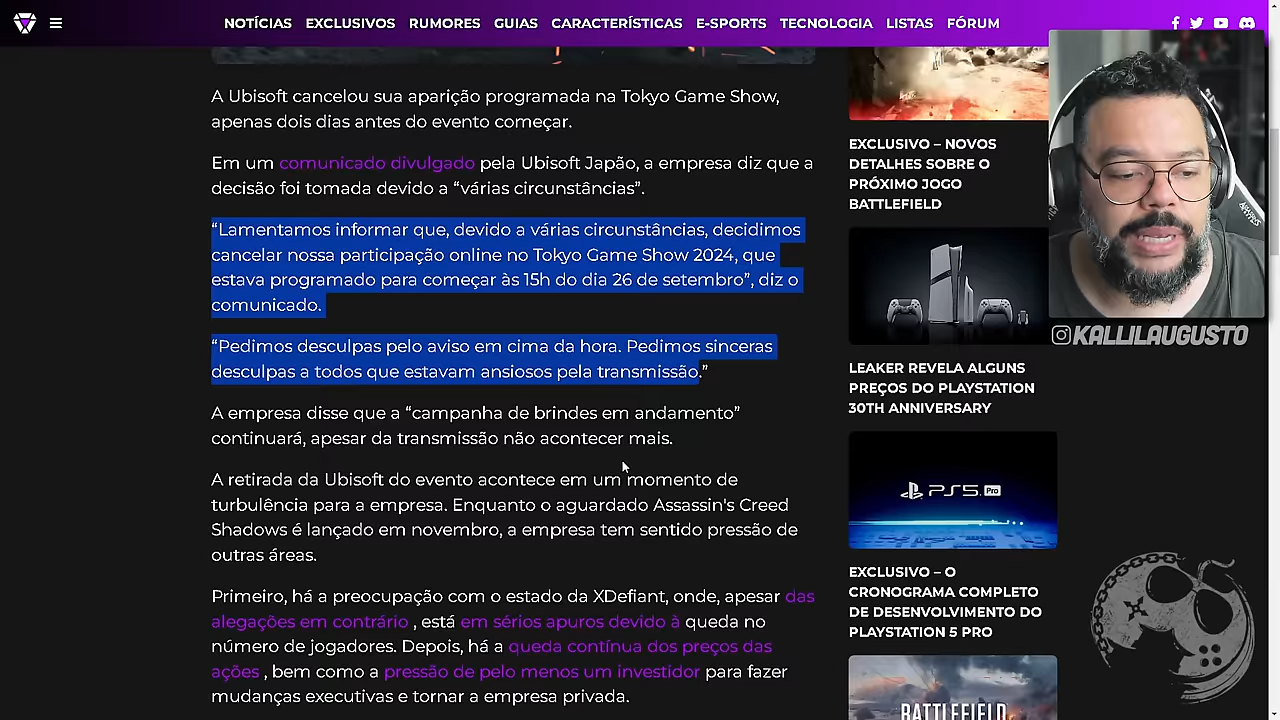 NOTÍCIAS EXCLUSIVOS RUMORES GUIAS CARACTERÍSTICAS E-SPORTS TECNOLOGIA LISTAS FÓRUM
A Ubisoft cancelou sua aparição programada na Tokyo Game Show,
apenas dois dias antes do evento começar.
Em um comunicado divulgado pela Ubisoft Japão, a empresa diz que a
decisão foi tomada devido a “várias circunstâncias”.
“Lamentamos informar que, devido a várias circunstâncias, decidimos
cancelar nossa participação online no Tokyo Game Show 2024, que
estava programado para começar às 15h do dia 26 de setembro”, diz o
comunicado.
“Pedimos desculpas pelo aviso em cima da hora. Pedimos sinceras
desculpas a todos que estavam ansiosos pela transmissão.”
A empresa disse que a “campanha de brindes em andamento”
continuará, apesar da transmissão não acontecer mais.
A retirada da Ubisoft do evento acontece em um momento de
turbulência para a empresa. Enquanto o aguardado Assassin's Creed
Shadows é lançado em novembro, a empresa tem sentido pressão de
outras áreas.
Primeiro, há a preocupação com o estado da XDefiant, onde, apesar das
alegações em contrário , está em sérios apuros devido à queda no
número de jogadores. Depois, há a queda contínua dos preços das
ações , bem como a pressão de pelo menos um investidor para fazer
mudanças executivas e tornar a empresa privada.
EXCLUSIVO – NOVOS
DETALHES SOBRE O
PRÓXIMO JOGO
BATTLEFIELD
KALLILAUGUSTO
LEAKER REVELA ALGUNS
PREÇOS DO PLAYSTATION
30TH ANNIVERSARY
PS5 Pro
EXCLUSIVO – O
CRONOGRAMA COMPLETO
DE DESENVOLVIMENTO DO
PLAYSTATION 5 PRO
BATTLEFIELD